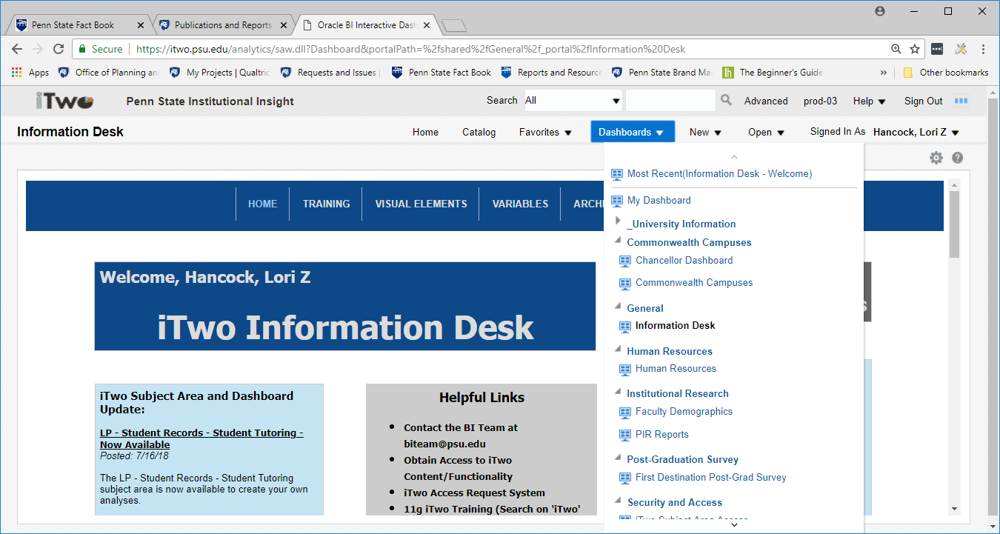 Penn State Fact Book
Publications and Reports
Oracle BI Interactive Dash
Secure
https://itwo.psu.edu/analytics/saw.dll?Dashboard&portalPath=%2fshared%2fGeneral%2f_portal%2fInformation%20Desk
Apps
Office of Planning an
My Projects | Qualtric
Requests and Issues
Penn State Fact Book
Reports and Resource
Penn State Brand Ma
The Beginner's Guide
»
Other bookmarks
iTwo
Penn State Institutional Insight
Search
All
Advanced
prod-03
Help
Sign Out
Information Desk
Home
Catalog
Favorites
Dashboards
New
Open
Signed In As
Hancock, Lori Z
HOME
TRAINING
VISUAL ELEMENTS
VARIABLES
ARCHI
Welcome, Hancock, Lori Z
iTwo Information Desk
iTwo Subject Area and Dashboard
Update:
LP - Student Records - Student Tutoring -
Now Available
Posted: 7/16/18
The LP - Student Records - Student Tutoring
subject area is now available to create your own
analyses.
Helpful Links
Contact the BI Team at
biteam@psu.edu
Obtain Access to iTwo
Content/Functionality
iTwo Access Request System
11g iTwo Training (Search on 'iTwo'
Most Recent(Information Desk - Welcome)
My Dashboard
_University Information
Commonwealth Campuses
Chancellor Dashboard
Commonwealth Campuses
General
Information Desk
Human Resources
Human Resources
Institutional Research
Faculty Demographics
PIR Reports
Post-Graduation Survey
First Destination Post-Grad Survey
Security and Access
iTwo Subject Area Access